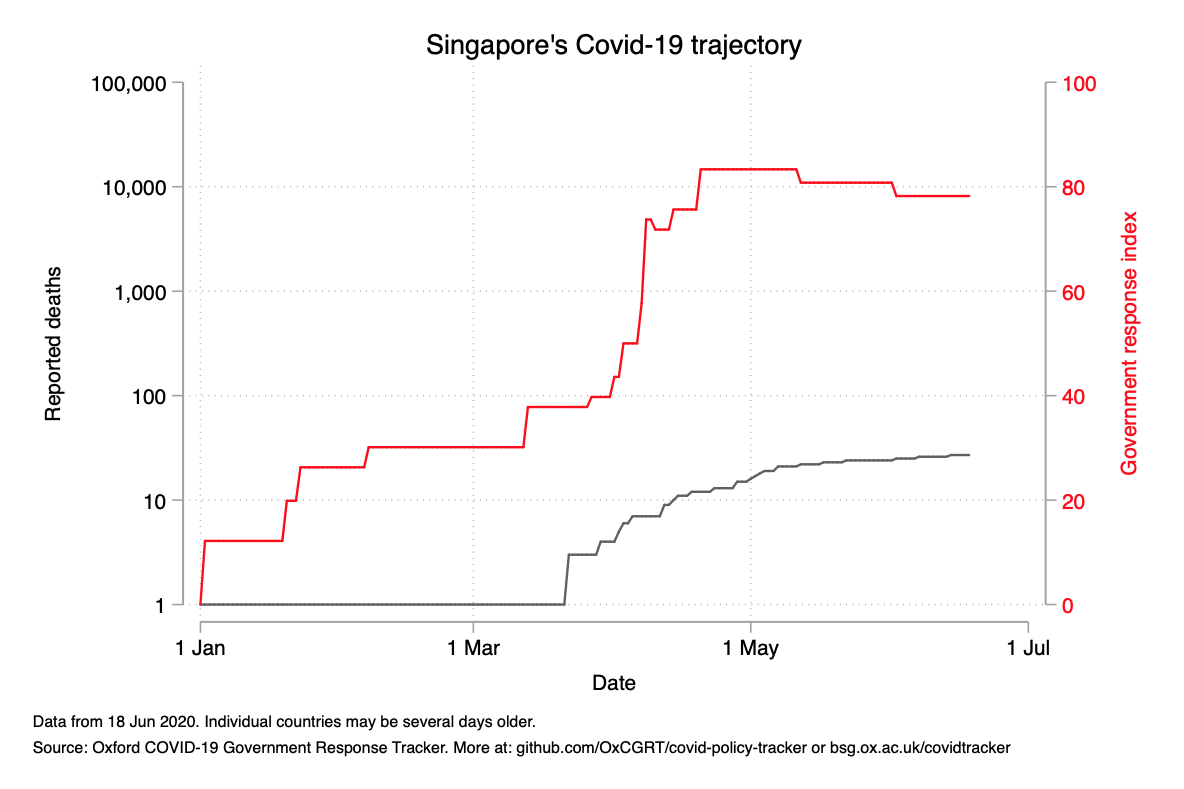 Singapore's Covid-19 trajectory
100,000
10,000
1,000
100
10
1
Reported deaths
100
80
60
40
20
0
Government response index
1 Jan
1 Mar
1 May
1 Jul
Date
Data from 18 Jun 2020. Individual countries may be several days older.
Source: Oxford COVID-19 Government Response Tracker. More at: github.com/OxCGRT/covid-policy-tracker or bsg.ox.ac.uk/covidtracker